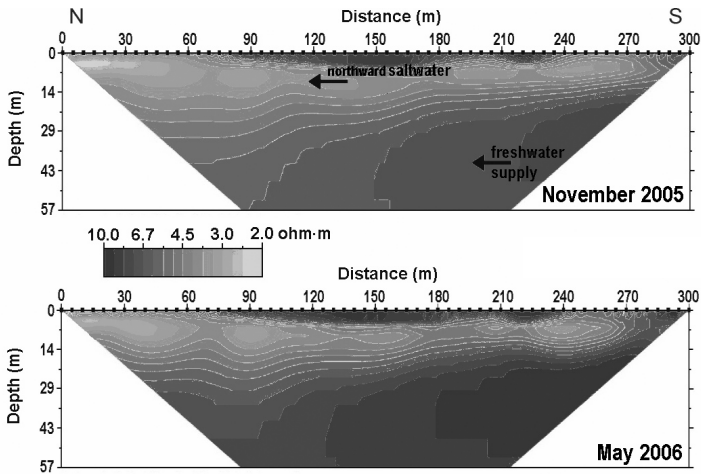 N Distance (m) S
0 30 60 90 120 150 180 210 240 270 300
0
14
29
43
57
Depth (m)
northward saltwater
freshwater
supply
November 2005
10.0 6.7 4.5 3.0 2.0 ohm·m
Distance (m)
0 30 60 90 120 150 180 210 240 270 300
0
14
29
43
57
Depth (m)
May 2006